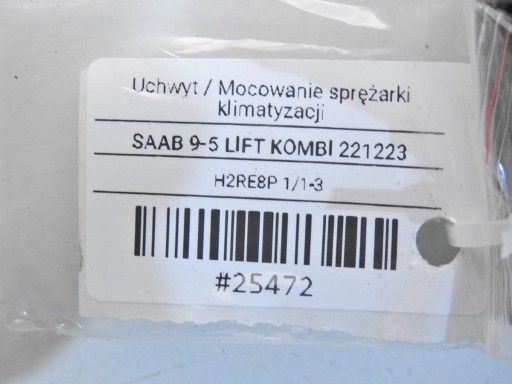 Uchwyt / Mocowanie sprężarki
klimatyzacji
SAAB 9-5 LIFT KOMBI 221223
H2RE8P 1/1-3
#25472